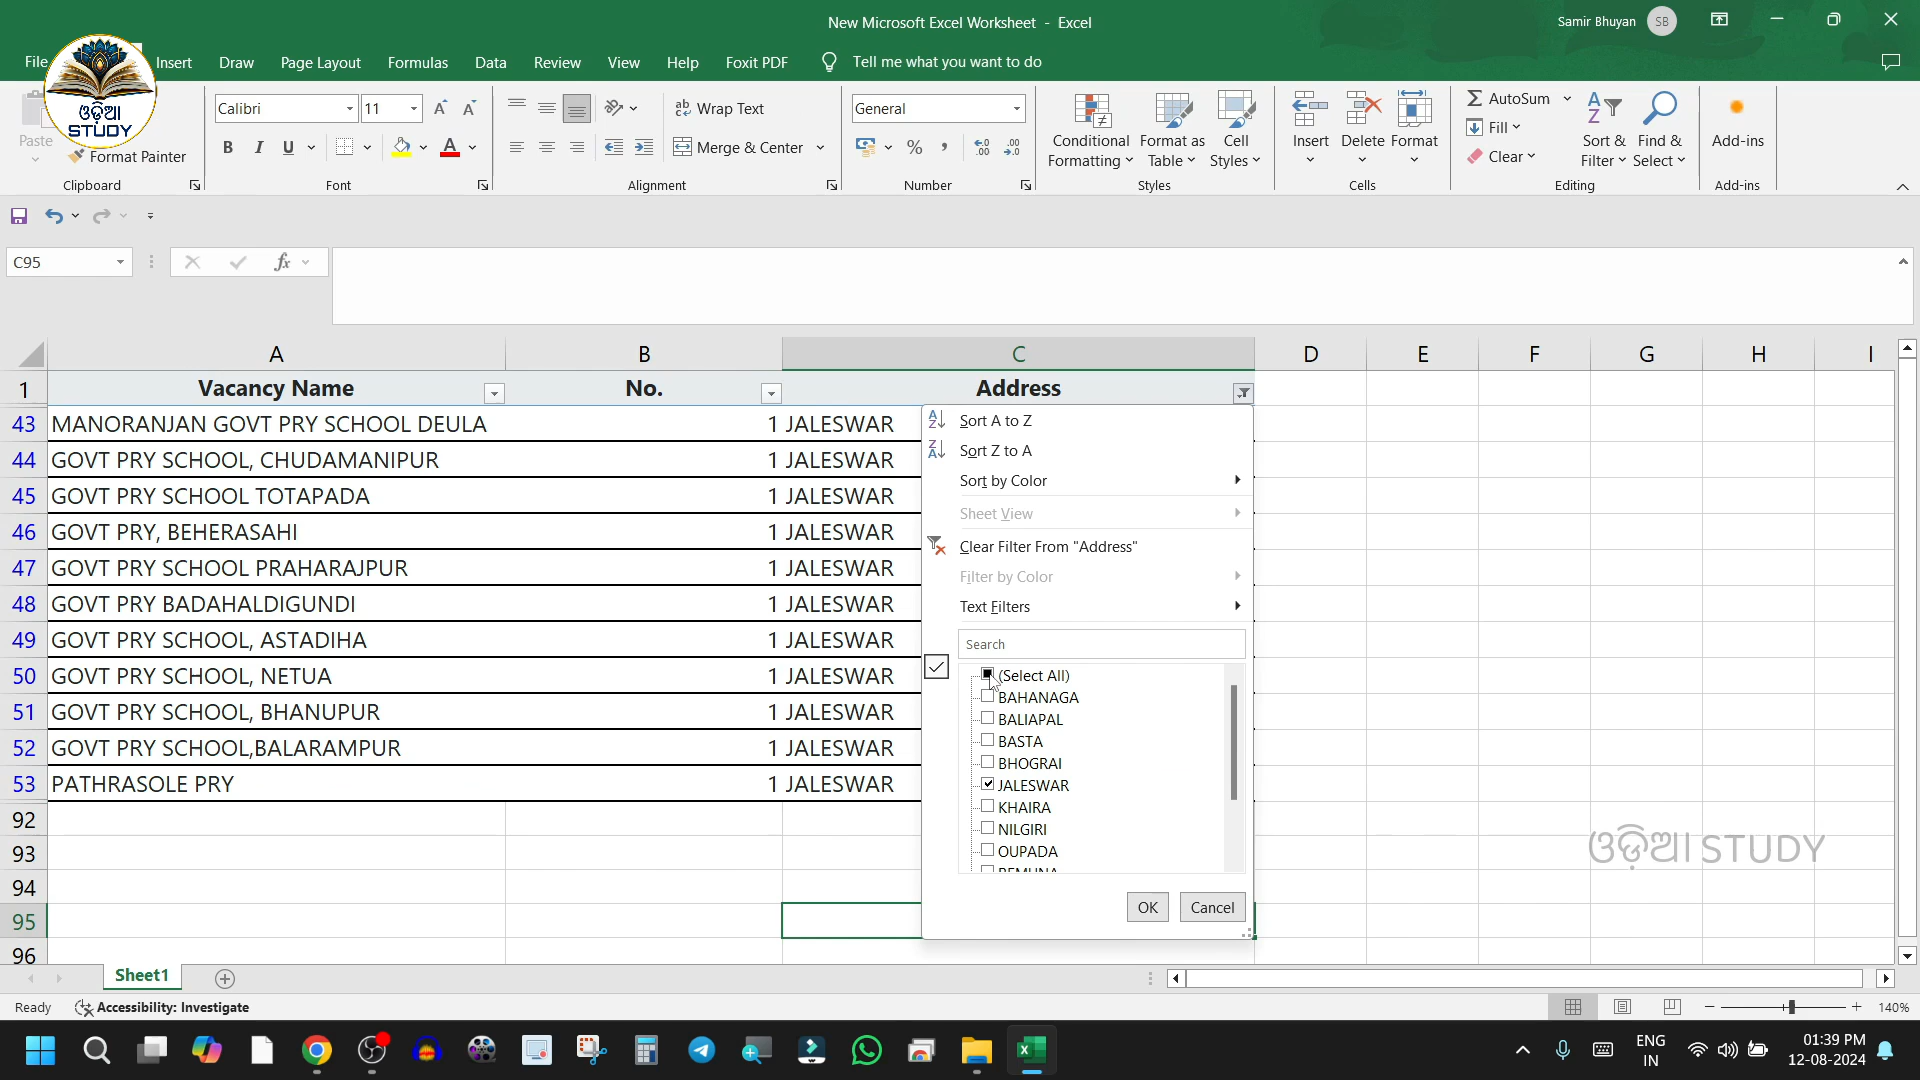 New Microsoft Excel Worksheet - Excel
Samir Bhuyan SB
File Insert Draw Page Layout Formulas Data Review View Help Foxit PDF Tell me what you want to do
ଓଡ଼ିଆ
STUDY
Paste
Format Painter
Clipboard
Calibri 11
B I U
Font
Wrap Text
Merge & Center
Alignment
General
Number
Conditional Formatting
Format as Table
Cell Styles
Styles
Insert Delete Format
Cells
AutoSum
Fill
Clear
Sort & Filter
Find & Select
Editing
Add-ins
Add-ins
C95 fx
A B C D E F G H I
1 Vacancy Name No. Address
43 MANORANJAN GOVT PRY SCHOOL DEULA 1 JALESWAR
44 GOVT PRY SCHOOL, CHUDAMANIPUR 1 JALESWAR
45 GOVT PRY SCHOOL TOTAPADA 1 JALESWAR
46 GOVT PRY, BEHERASAHI 1 JALESWAR
47 GOVT PRY SCHOOL PRAHARAJPUR 1 JALESWAR
48 GOVT PRY BADAHALDIGUNDI 1 JALESWAR
49 GOVT PRY SCHOOL, ASTADIHA 1 JALESWAR
50 GOVT PRY SCHOOL, NETUA 1 JALESWAR
51 GOVT PRY SCHOOL, BHANUPUR 1 JALESWAR
52 GOVT PRY SCHOOL,BALARAMPUR 1 JALESWAR
53 PATHRASOLE PRY 1 JALESWAR
92
93
94
95
96
Sort A to Z
Sort Z to A
Sort by Color
Sheet View
Clear Filter From "Address"
Filter by Color
Text Filters
Search
(Select All)
BAHANAGA
BALIAPAL
BASTA
BHOGRAI
JALESWAR
KHAIRA
NILGIRI
OUPADA
REMUNA
OK Cancel
ଓଡ଼ିଆ STUDY
Sheet1
Ready Accessibility: Investigate 140%
ENG
IN
01:39 PM
12-08-2024